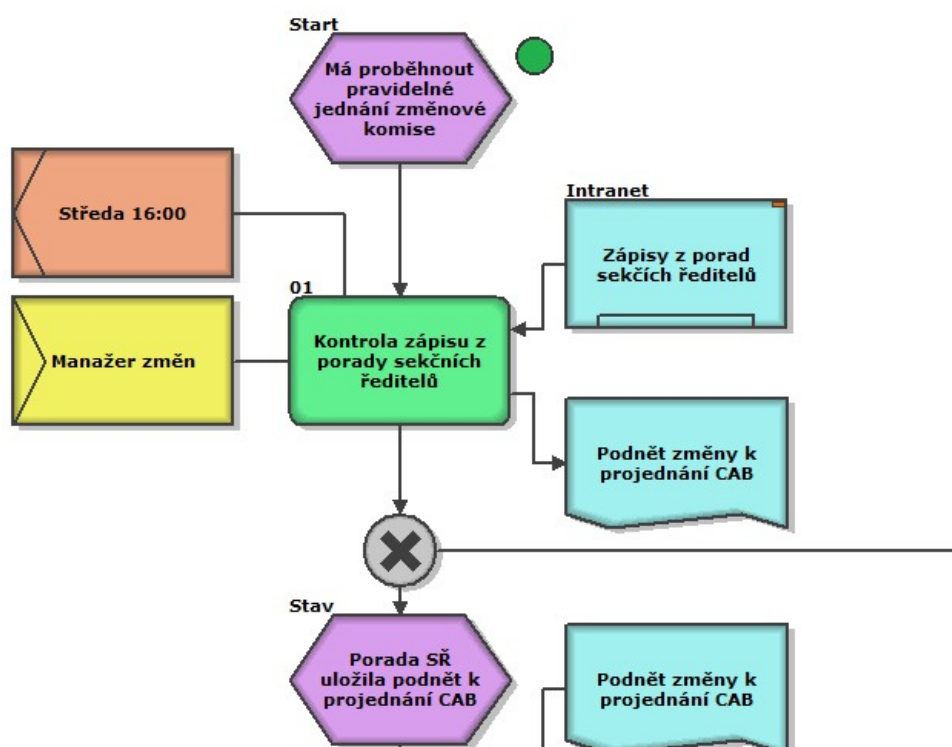 Start
Má proběhnout
pravidelné
jednání změnové
komise
Středa 16:00
Intranet
Zápisy z porad
sekčích ředitelů
01
Kontrola zápisu z
porady sekčních
ředitelů
Manažer změn
Podnět změny k
projednání CAB
Stav
Porada SŘ
uložila podnět k
projednání CAB
Podnět změny k
projednání CAB